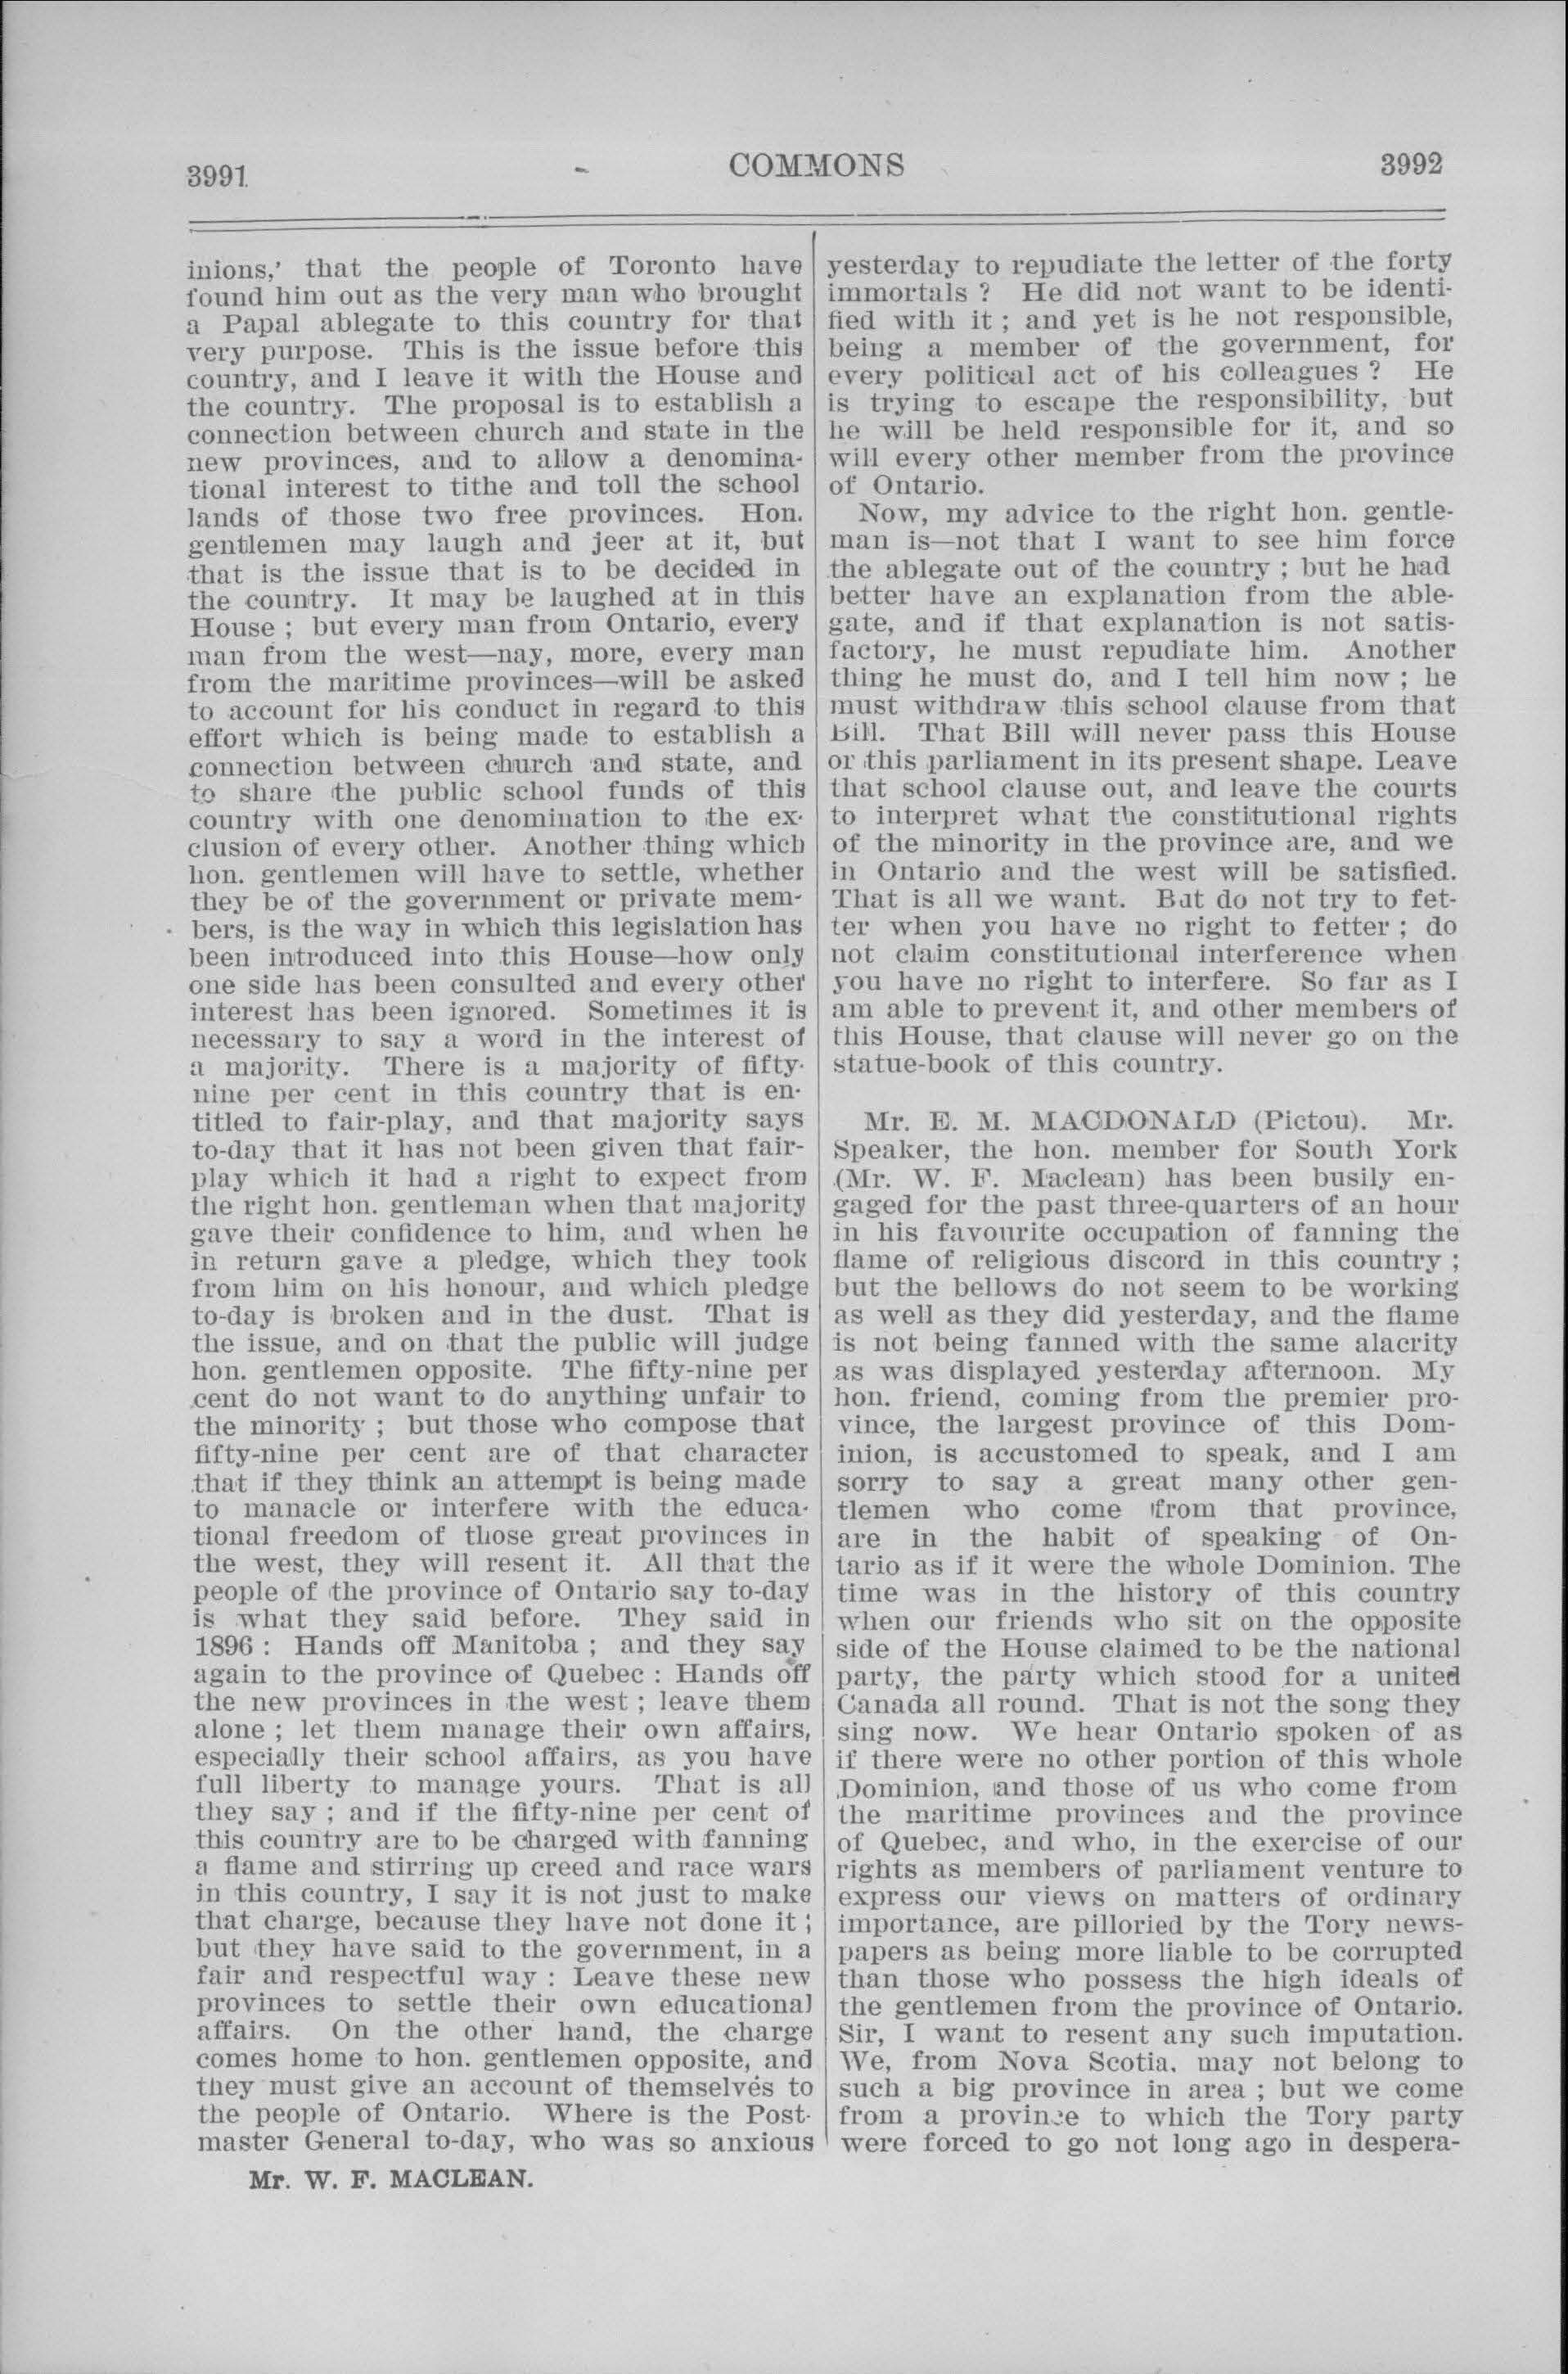 3991
COMMONS
3992
inions,' that the people of Toronto have
found him out as the very man who brought
a Papal ablegate to this country for that
very purpose. This is the issue before this
country, and I leave it with the House and
the country. The proposal is to establish a
connection between church and state in the
new provinces, and to allow a denomina-
tional interest to tithe and toll the school
lands of those two free provinces. Hon.
gentlemen may laugh and jeer at it, but
that is the issue that is to be decided in
the country. It may be laughed at in this
House ; but every man from Ontario, every
man from the west—nay, more, every man
from the maritime provinces—will be asked
to account for his conduct in regard to this
effort which is being made to establish a
connection between church and state, and
to share the public school funds of this
country with one denomination to the ex-
clusion of every other. Another thing which
hon. gentlemen will have to settle, whether
they be of the government or private mem-
bers, is the way in which this legislation has
been introduced into this House—how only
one side has been consulted and every other
interest has been ignored. Sometimes it is
necessary to say a word in the interest of
a majority. There is a majority of fifty-
nine per cent in this country that is en-
titled to fair-play, and that majority says
to-day that it has not been given that fair-
play which it had a right to expect from
the right hon. gentleman when that majority
gave their confidence to him, and when he
in return gave a pledge, which they took
from him on his honour, and which pledge
to-day is broken and in the dust. That is
the issue, and on that the public will judge
hon. gentlemen opposite. The fifty-nine per
cent do not want to do anything unfair to
the minority ; but those who compose that
fifty-nine per cent are of that character
that if they think an attempt is being made
to manacle or interfere with the educa-
tional freedom of those great provinces in
the west, they will resent it. All that the
people of the province of Ontario say to-day
is what they said before. They said in
1896 : Hands off Manitoba ; and they say
again to the province of Quebec : Hands off
the new provinces in the west ; leave them
alone ; let them manage their own affairs,
especially their school affairs, as you have
full liberty to manage yours. That is all
they say ; and if the fifty-nine per cent of
this country are to be charged with fanning
a flame and stirring up creed and race wars
in this country, I say it is not just to make
that charge, because they have not done it ;
but they have said to the government, in a
fair and respectful way : Leave these new
provinces to settle their own educational
affairs. On the other hand, the charge
comes home to hon. gentlemen opposite, and
they must give an account of themselves to
the people of Ontario. Where is the Post-
master General to-day, who was so anxious
Mr. W. F. MACLEAN.
yesterday to repudiate the letter of the forty
immortals ? He did not want to be identi-
fied with it ; and yet is he not responsible,
being a member of the government, for
every political act of his colleagues ? He
is trying to escape the responsibility, but
he will be held responsible for it, and so
will every other member from the province
of Ontario.
Now, my advice to the right hon. gentle-
man is—not that I want to see him force
the ablegate out of the country ; but he had
better have an explanation from the able-
gate, and if that explanation is not satis-
factory, he must repudiate him. Another
thing he must do, and I tell him now ; he
must withdraw this school clause from that
Bill. That Bill will never pass this House
or this parliament in its present shape. Leave
that school clause out, and leave the courts
to interpret what the constitutional rights
of the minority in the province are, and we
in Ontario and the west will be satisfied.
That is all we want. But do not try to fet-
ter when you have no right to fetter ; do
not claim constitutional interference when
you have no right to interfere. So far as I
am able to prevent it, and other members of
this House, that clause will never go on the
statue-book of this country.
Mr. E. M. MACDONALD (Pictou). Mr.
Speaker, the hon. member for South York
(Mr. W. F. Maclean) has been busily en-
gaged for the past three-quarters of an hour
in his favourite occupation of fanning the
flame of religious discord in this country ;
but the bellows do not seem to be working
as well as they did yesterday, and the flame
is not being fanned with the same alacrity
as was displayed yesterday afternoon. My
hon. friend, coming from the premier pro-
vince, the largest province of this Dom-
inion, is accustomed to speak, and I am
sorry to say a great many other gen-
tlemen who come from that province,
are in the habit of speaking of On-
tario as if it were the whole Dominion. The
time was in the history of this country
when our friends who sit on the opposite
side of the House claimed to be the national
party, the party which stood for a united
Canada all round. That is not the song they
sing now. We hear Ontario spoken of as
if there were no other portion of this whole
Dominion, and those of us who come from
the maritime provinces and the province
of Quebec, and who, in the exercise of our
rights as members of parliament venture to
express our views on matters of ordinary
importance, are pilloried by the Tory news-
papers as being more liable to be corrupted
than those who possess the high ideals of
the gentlemen from the province of Ontario.
Sir, I want to resent any such imputation.
We, from Nova Scotia, may not belong to
such a big province in area ; but we come
from a province to which the Tory party
were forced to go not long ago in despera-